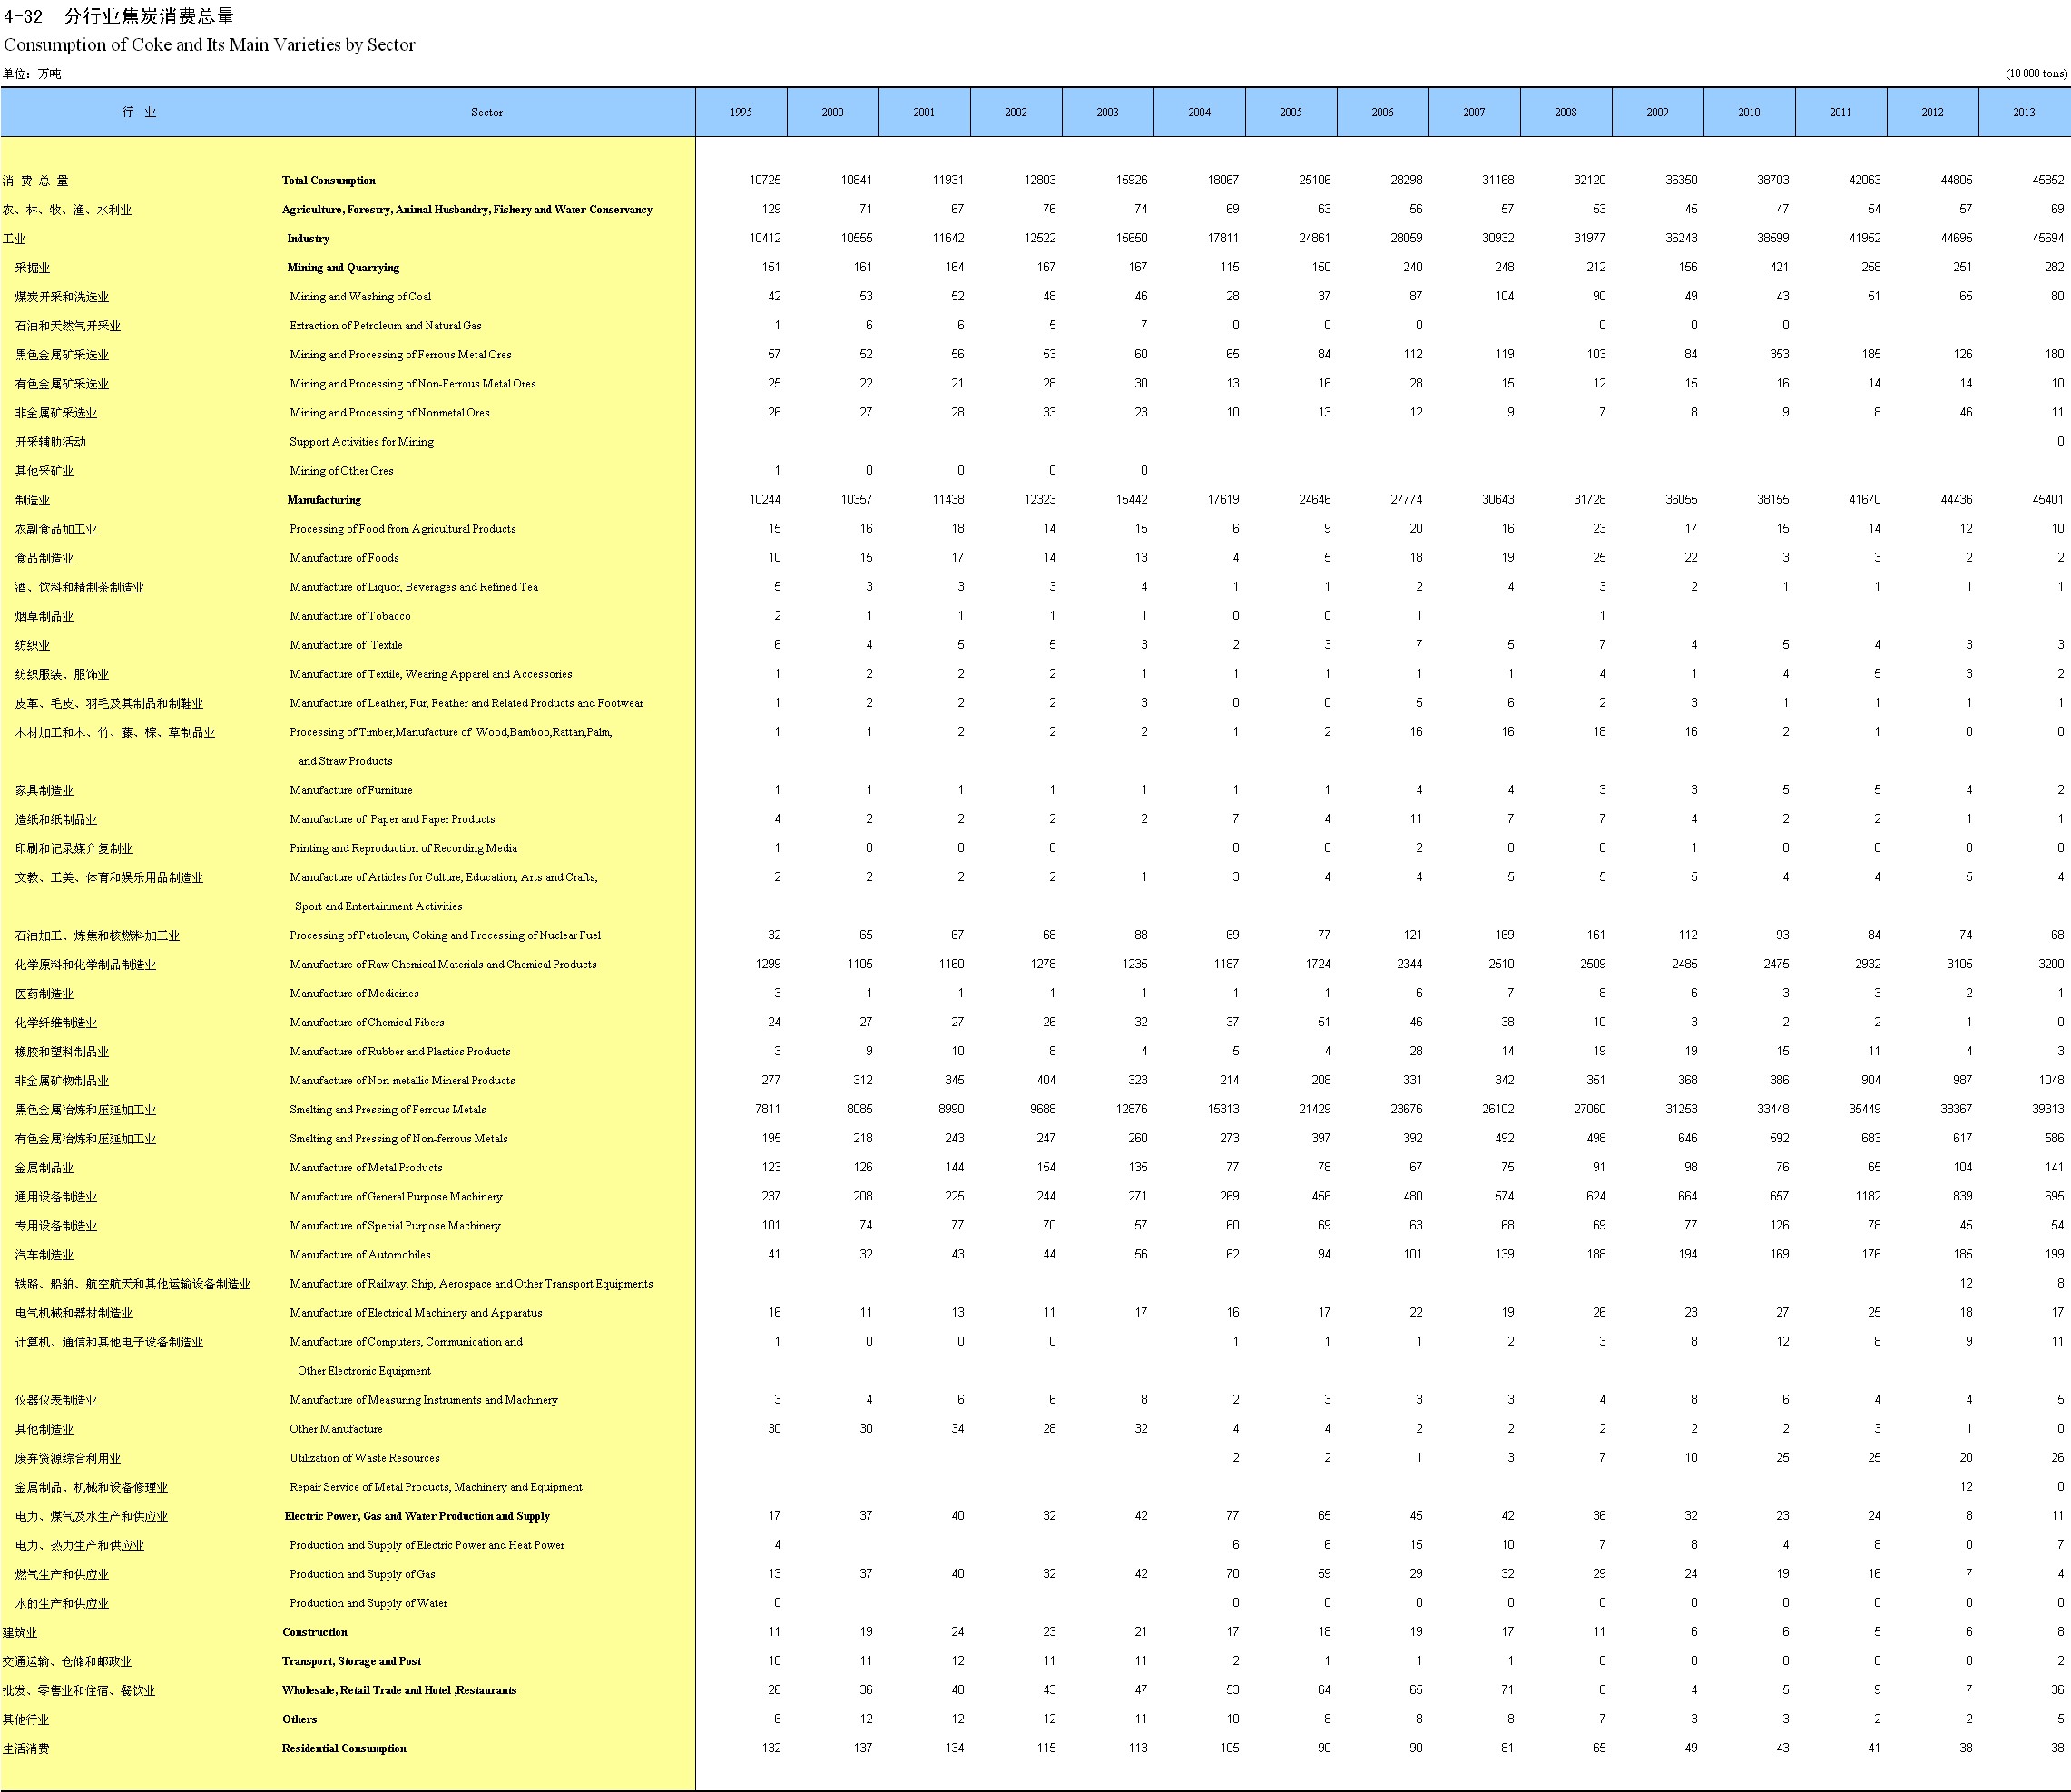 4-32 分行业焦炭消费总量
Consumption of Coke and Its Main Varieties by Sector
单位：万吨 (10 000 tons)
行 业 Sector 1995 2000 2001 2002 2003 2004 2005 2006 2007 2008 2009 2010 2011 2012 2013
消 费 总 量 Total Consumption 10725 10841 11931 12803 15926 18067 25106 28298 31168 32120 36350 38703 42063 44805 45852
农、林、牧、渔、水利业 Agriculture, Forestry, Animal Husbandry, Fishery and Water Conservancy 129 71 67 76 74 69 63 56 57 53 45 47 54 57 69
工业 Industry 10412 10555 11642 12522 15650 17811 24861 28059 30932 31977 36243 38599 41952 44695 45694
采掘业 Mining and Quarrying 151 161 164 167 167 115 150 240 248 212 156 421 258 251 282
煤炭开采和洗选业 Mining and Washing of Coal 42 53 52 48 46 28 37 87 104 90 49 43 51 65 80
石油和天然气开采业 Extraction of Petroleum and Natural Gas 1 6 6 5 7 0 0 0 0 0 0
黑色金属矿采选业 Mining and Processing of Ferrous Metal Ores 57 52 56 53 60 65 84 112 119 103 84 353 185 126 180
有色金属矿采选业 Mining and Processing of Non-Ferrous Metal Ores 25 22 21 28 30 13 16 28 15 12 15 16 14 14 10
非金属矿采选业 Mining and Processing of Nonmetal Ores 26 27 28 33 23 10 13 12 9 7 8 9 8 46 11
开采辅助活动 Support Activities for Mining 0
其他采矿业 Mining of Other Ores 1 0 0 0 0
制造业 Manufacturing 10244 10357 11438 12323 15442 17619 24646 27774 30643 31728 36055 38155 41670 44436 45401
农副食品加工业 Processing of Food from Agricultural Products 15 16 18 14 15 6 9 20 16 23 17 15 14 12 10
食品制造业 Manufacture of Foods 10 15 17 14 13 4 5 18 19 25 22 3 3 2 2
酒、饮料和精制茶制造业 Manufacture of Liquor, Beverages and Refined Tea 5 3 3 3 4 1 1 2 4 3 2 1 1 1 1
烟草制品业 Manufacture of Tobacco 2 1 1 1 1 0 0 1 1
纺织业 Manufacture of Textile 6 4 5 5 3 2 3 7 5 7 4 5 4 3 3
纺织服装、服饰业 Manufacture of Textile, Wearing Apparel and Accessories 1 2 2 2 1 1 1 1 1 4 1 4 5 3 2
皮革、毛皮、羽毛及其制品和制鞋业 Manufacture of Leather, Fur, Feather and Related Products and Footwear 1 2 2 2 3 0 0 5 6 2 3 1 1 1 1
木材加工和木、竹、藤、棕、草制品业 Processing of Timber,Manufacture of Wood,Bamboo,Rattan,Palm, 1 1 2 2 2 1 2 16 16 18 16 2 1 0 0
and Straw Products
家具制造业 Manufacture of Furniture 1 1 1 1 1 1 1 4 4 3 3 5 5 4 2
造纸和纸制品业 Manufacture of Paper and Paper Products 4 2 2 2 2 7 4 11 7 7 4 2 2 1 1
印刷和记录媒介复制业 Printing and Reproduction of Recording Media 1 0 0 0 0 0 2 0 0 1 0 0 0 0
文教、工美、体育和娱乐用品制造业 Manufacture of Articles for Culture, Education, Arts and Crafts, 2 2 2 2 1 3 4 4 5 5 5 4 4 5 4
Sport and Entertainment Activities
石油加工、炼焦和核燃料加工业 Processing of Petroleum, Coking and Processing of Nuclear Fuel 32 65 67 68 88 69 77 121 169 161 112 93 84 74 68
化学原料和化学制品制造业 Manufacture of Raw Chemical Materials and Chemical Products 1299 1105 1160 1278 1235 1187 1724 2344 2510 2509 2485 2475 2932 3105 3200
医药制造业 Manufacture of Medicines 3 1 1 1 1 1 1 6 7 8 6 3 3 2 1
化学纤维制造业 Manufacture of Chemical Fibers 24 27 27 26 32 37 51 46 38 10 3 2 2 1 0
橡胶和塑料制品业 Manufacture of Rubber and Plastics Products 3 9 10 8 4 5 4 28 14 19 19 15 11 4 3
非金属矿物制品业 Manufacture of Non-metallic Mineral Products 277 312 345 404 323 214 208 331 342 351 368 386 904 987 1048
黑色金属冶炼和压延加工业 Smelting and Pressing of Ferrous Metals 7811 8085 8990 9688 12876 15313 21429 23676 26102 27060 31253 33448 35449 38367 39313
有色金属冶炼和压延加工业 Smelting and Pressing of Non-ferrous Metals 195 218 243 247 260 273 397 392 492 498 646 592 683 617 586
金属制品业 Manufacture of Metal Products 123 126 144 154 135 77 78 67 75 91 98 76 65 104 141
通用设备制造业 Manufacture of General Purpose Machinery 237 208 225 244 271 269 456 480 574 624 664 657 1182 839 695
专用设备制造业 Manufacture of Special Purpose Machinery 101 74 77 70 57 60 69 63 68 69 77 126 78 45 54
汽车制造业 Manufacture of Automobiles 41 32 43 44 56 62 94 101 139 188 194 169 176 185 199
铁路、船舶、航空航天和其他运输设备制造业 Manufacture of Railway, Ship, Aerospace and Other Transport Equipments 12 8
电气机械和器材制造业 Manufacture of Electrical Machinery and Apparatus 16 11 13 11 17 16 17 22 19 26 23 27 25 18 17
计算机、通信和其他电子设备制造业 Manufacture of Computers, Communication and 1 0 0 0 1 1 1 2 3 8 12 8 9 11
Other Electronic Equipment
仪器仪表制造业 Manufacture of Measuring Instruments and Machinery 3 4 6 6 8 2 3 3 3 4 8 6 4 4 5
其他制造业 Other Manufacture 30 30 34 28 32 4 4 2 2 2 2 2 3 1 0
废弃资源综合利用业 Utilization of Waste Resources 2 2 1 3 7 10 25 25 20 26
金属制品、机械和设备修理业 Repair Service of Metal Products, Machinery and Equipment 12 0
电力、煤气及水生产和供应业 Electric Power, Gas and Water Production and Supply 17 37 40 32 42 77 65 45 42 36 32 23 24 8 11
电力、热力生产和供应业 Production and Supply of Electric Power and Heat Power 4 6 6 15 10 7 8 4 8 0 7
燃气生产和供应业 Production and Supply of Gas 13 37 40 32 42 70 59 29 32 29 24 19 16 7 4
水的生产和供应业 Production and Supply of Water 0 0 0 0 0 0 0 0 0 0 0
建筑业 Construction 11 19 24 23 21 17 18 19 17 11 6 6 5 6 8
交通运输、仓储和邮政业 Transport, Storage and Post 10 11 12 11 11 2 1 1 1 0 0 0 0 0 2
批发、零售业和住宿、餐饮业 Wholesale, Retail Trade and Hotel ,Restaurants 26 36 40 43 47 53 64 65 71 8 4 5 9 7 36
其他行业 Others 6 12 12 12 11 10 8 8 8 7 3 3 2 2 5
生活消费 Residential Consumption 132 137 134 115 113 105 90 90 81 65 49 43 41 38 38